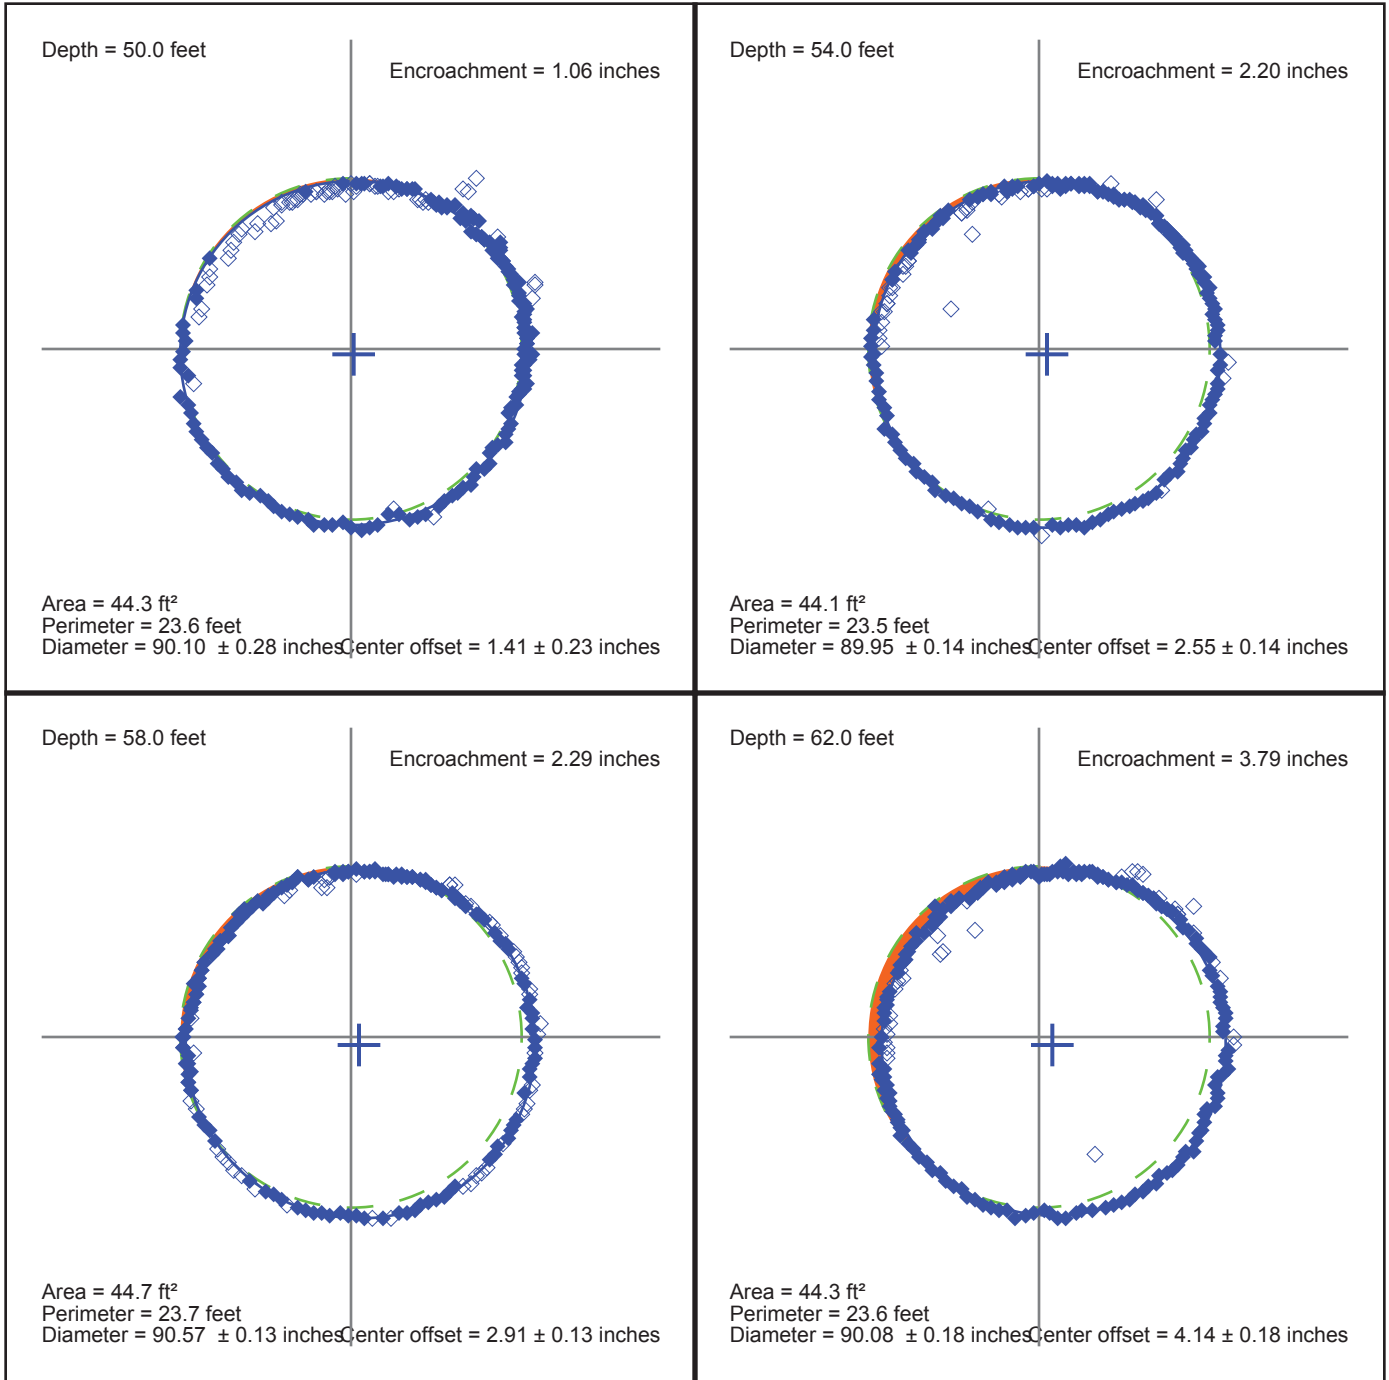 Depth = 50.0 feet
Encroachment = 1.06 inches
Area = 44.3 ft²
Perimeter = 23.6 feet
Diameter = 90.10 ± 0.28 inches
Center offset = 1.41 ± 0.23 inches
Depth = 54.0 feet
Encroachment = 2.20 inches
Area = 44.1 ft²
Perimeter = 23.5 feet
Diameter = 89.95 ± 0.14 inches
Center offset = 2.55 ± 0.14 inches
Depth = 58.0 feet
Encroachment = 2.29 inches
Area = 44.7 ft²
Perimeter = 23.7 feet
Diameter = 90.57 ± 0.13 inches
Center offset = 2.91 ± 0.13 inches
Depth = 62.0 feet
Encroachment = 3.79 inches
Area = 44.3 ft²
Perimeter = 23.6 feet
Diameter = 90.08 ± 0.18 inches
Center offset = 4.14 ± 0.18 inches